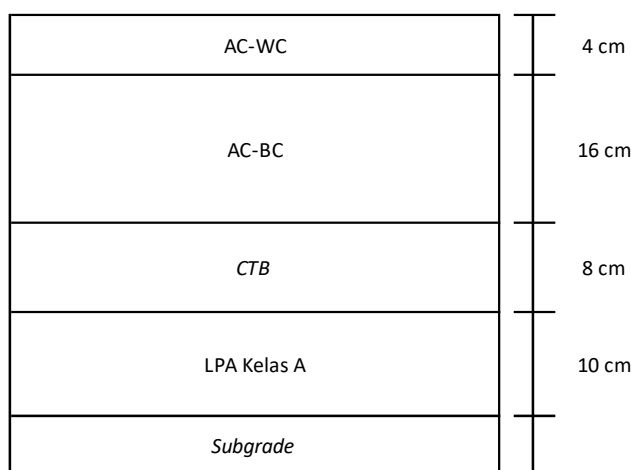 AC-WC 4 cm
AC-BC 16 cm
CTB 8 cm
LPA Kelas A 10 cm
Subgrade